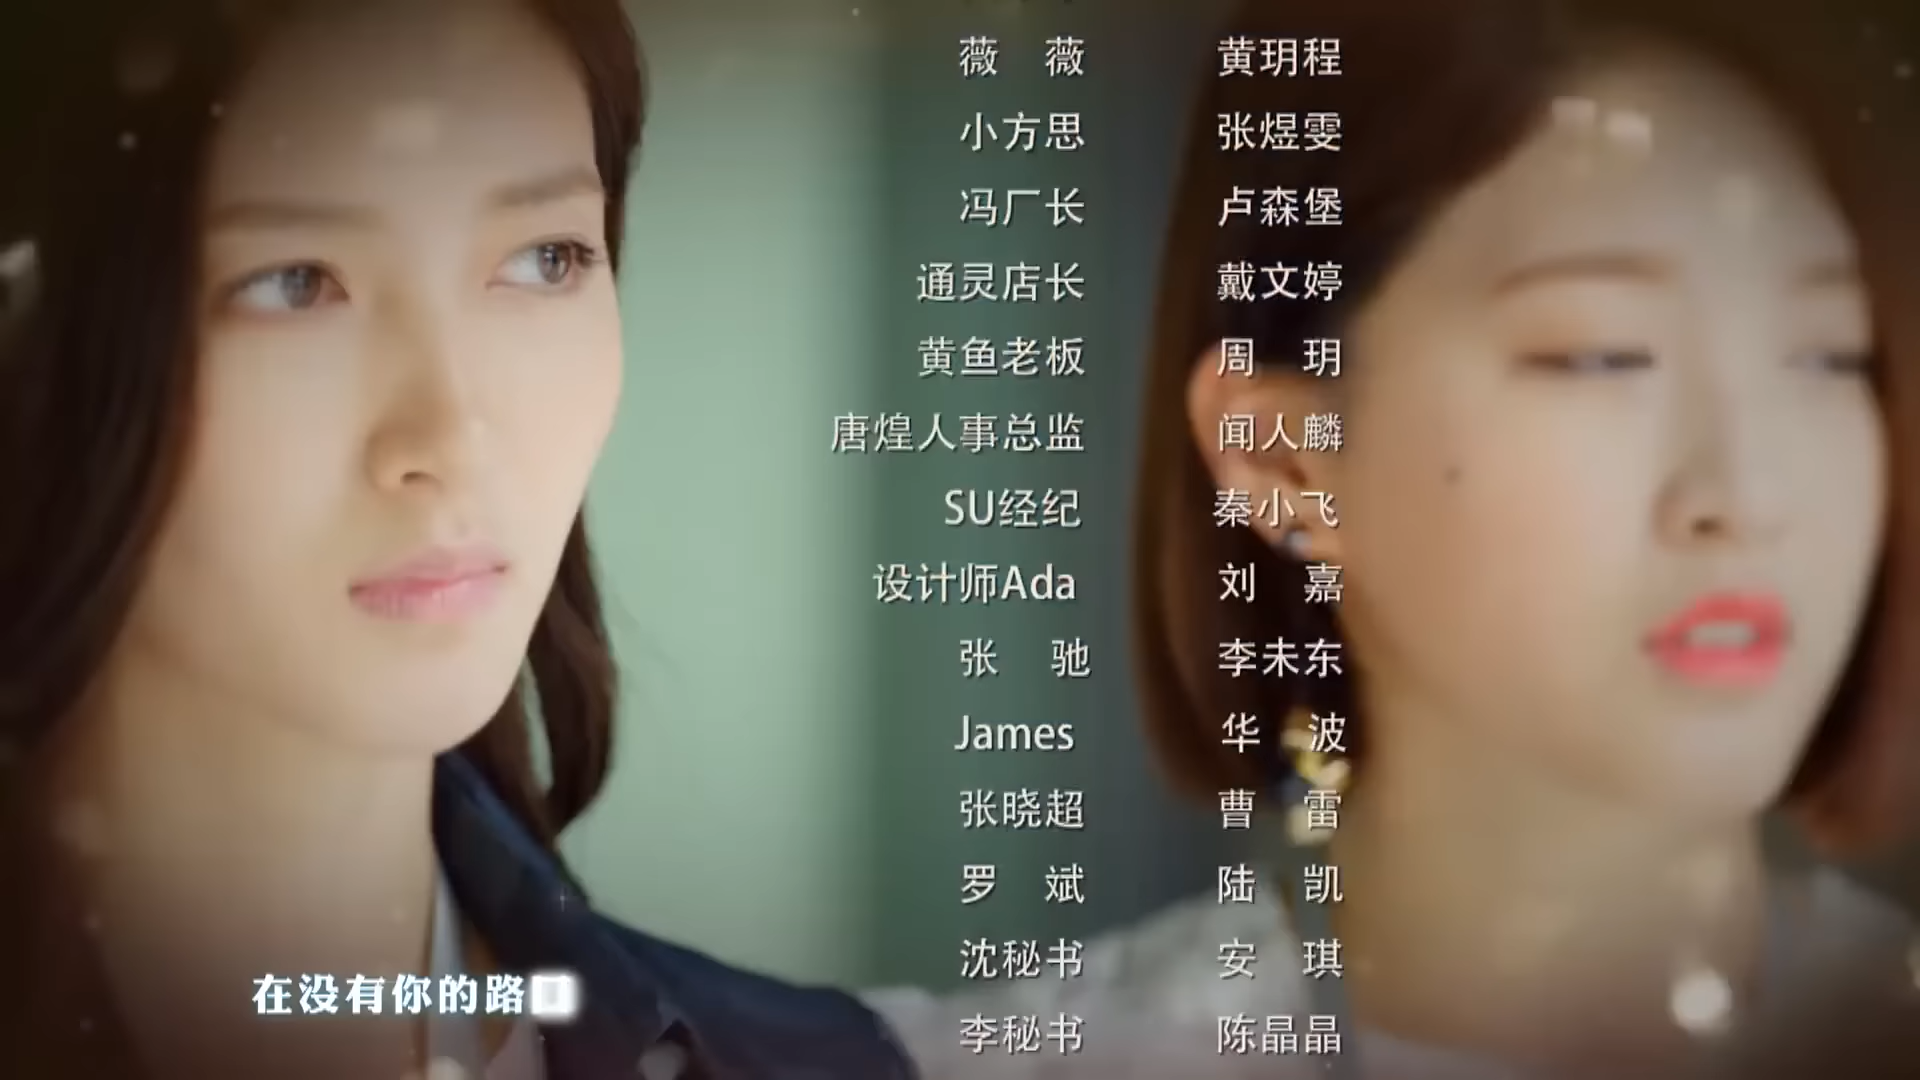 薇 薇 黄玥程
小方思 张煜雯
冯厂长 卢森堡
通灵店长 戴文婷
黄鱼老板 周 玥
唐煌人事总监 闻人麟
SU经纪 秦小飞
设计师Ada 刘 嘉
张 驰 李未东
James 华 波
张晓超 曹 雷
罗 斌 陆 凯
沈秘书 安 琪
李秘书 陈晶晶
在没有你的路口